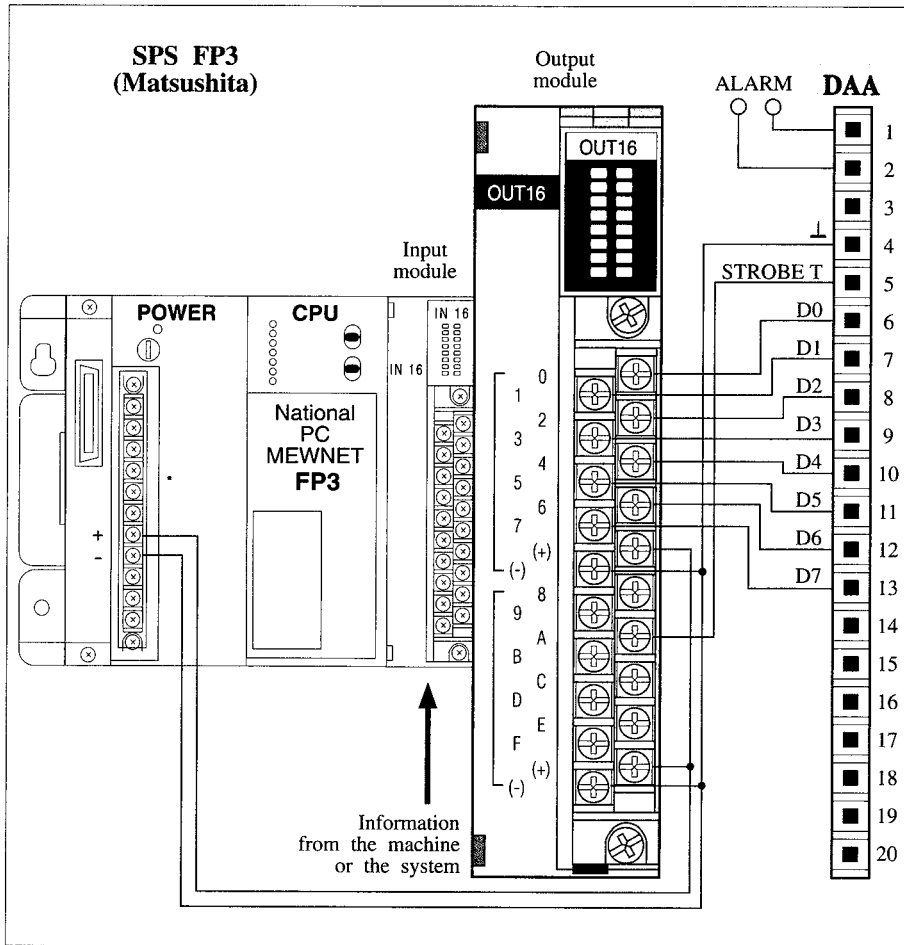 SPS FP3
(Matsushita)
Output
module
ALARM
DAA
1
2
3
4
5
6
7
8
9
10
11
12
13
14
15
16
17
18
19
20
⊥
STROBE T
D0
D1
D2
D3
D4
D5
D6
D7
OUT16
OUT16
Input
module
POWER
CPU
IN 16
IN 16
National
PC
MEWNET
FP3
+
-
0
1
2
3
4
5
6
7
(+)
(-)
8
9
A
B
C
D
E
F
(+)
(-)
Information
from the machine
or the system